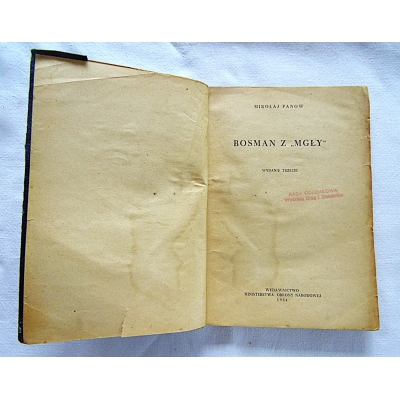 MIKOŁAJ PANOW
BOSMAN Z „MGŁY"
WYDANIE TRZECIE
WYDAWNICTWO
MINISTERSTWA OBRONY NARODOWEJ
1954